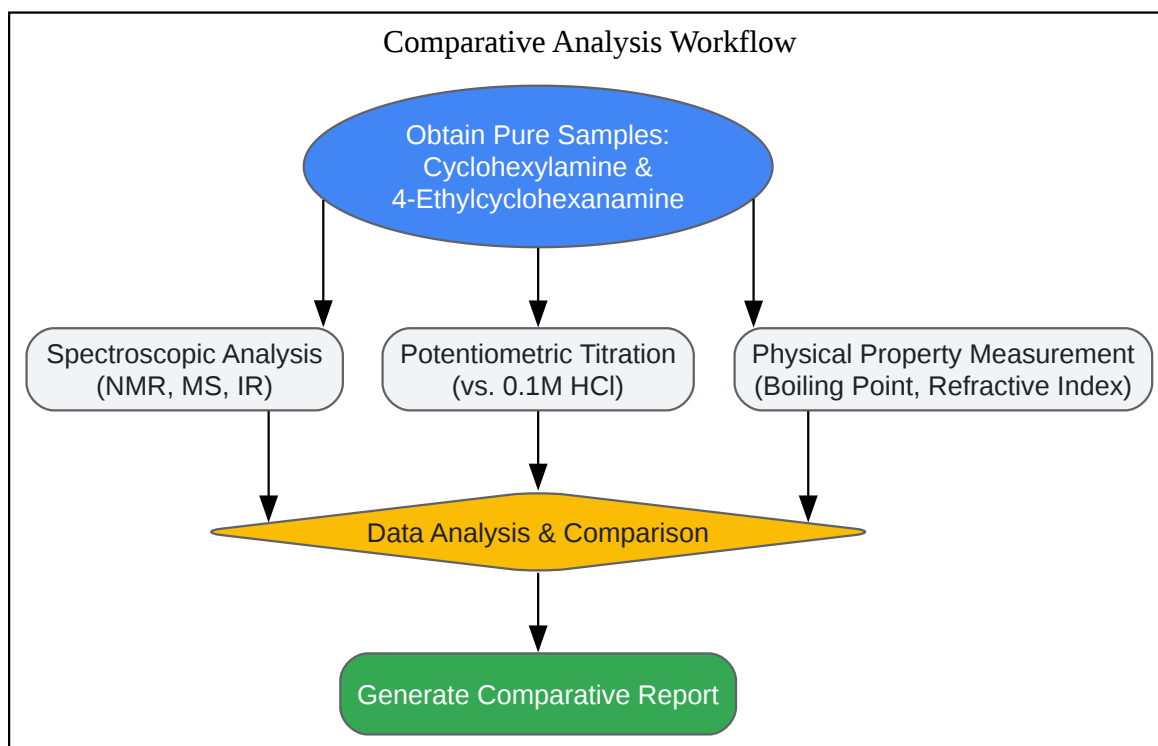 Comparative Analysis Workflow
Obtain Pure Samples:
Cyclohexylamine &
4-Ethylcyclohexanamine
Spectroscopic Analysis
(NMR, MS, IR)
Potentiometric Titration
(vs. 0.1M HCl)
Physical Property Measurement
(Boiling Point, Refractive Index)
Data Analysis & Comparison
Generate Comparative Report